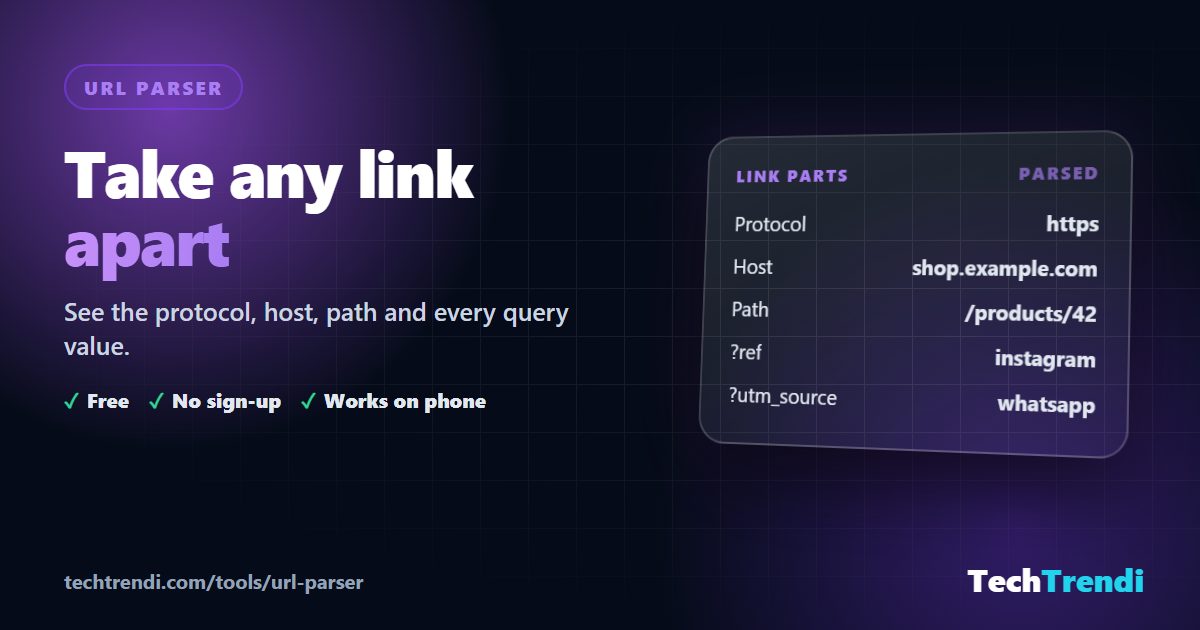 URL PARSER
Take any link
apart
See the protocol, host, path and every query
value.
✓ Free ✓ No sign-up ✓ Works on phone
LINK PARTS PARSED
Protocol https
Host shop.example.com
Path /products/42
?ref instagram
?utm_source whatsapp
techtrendi.com/tools/url-parser
TechTrendi